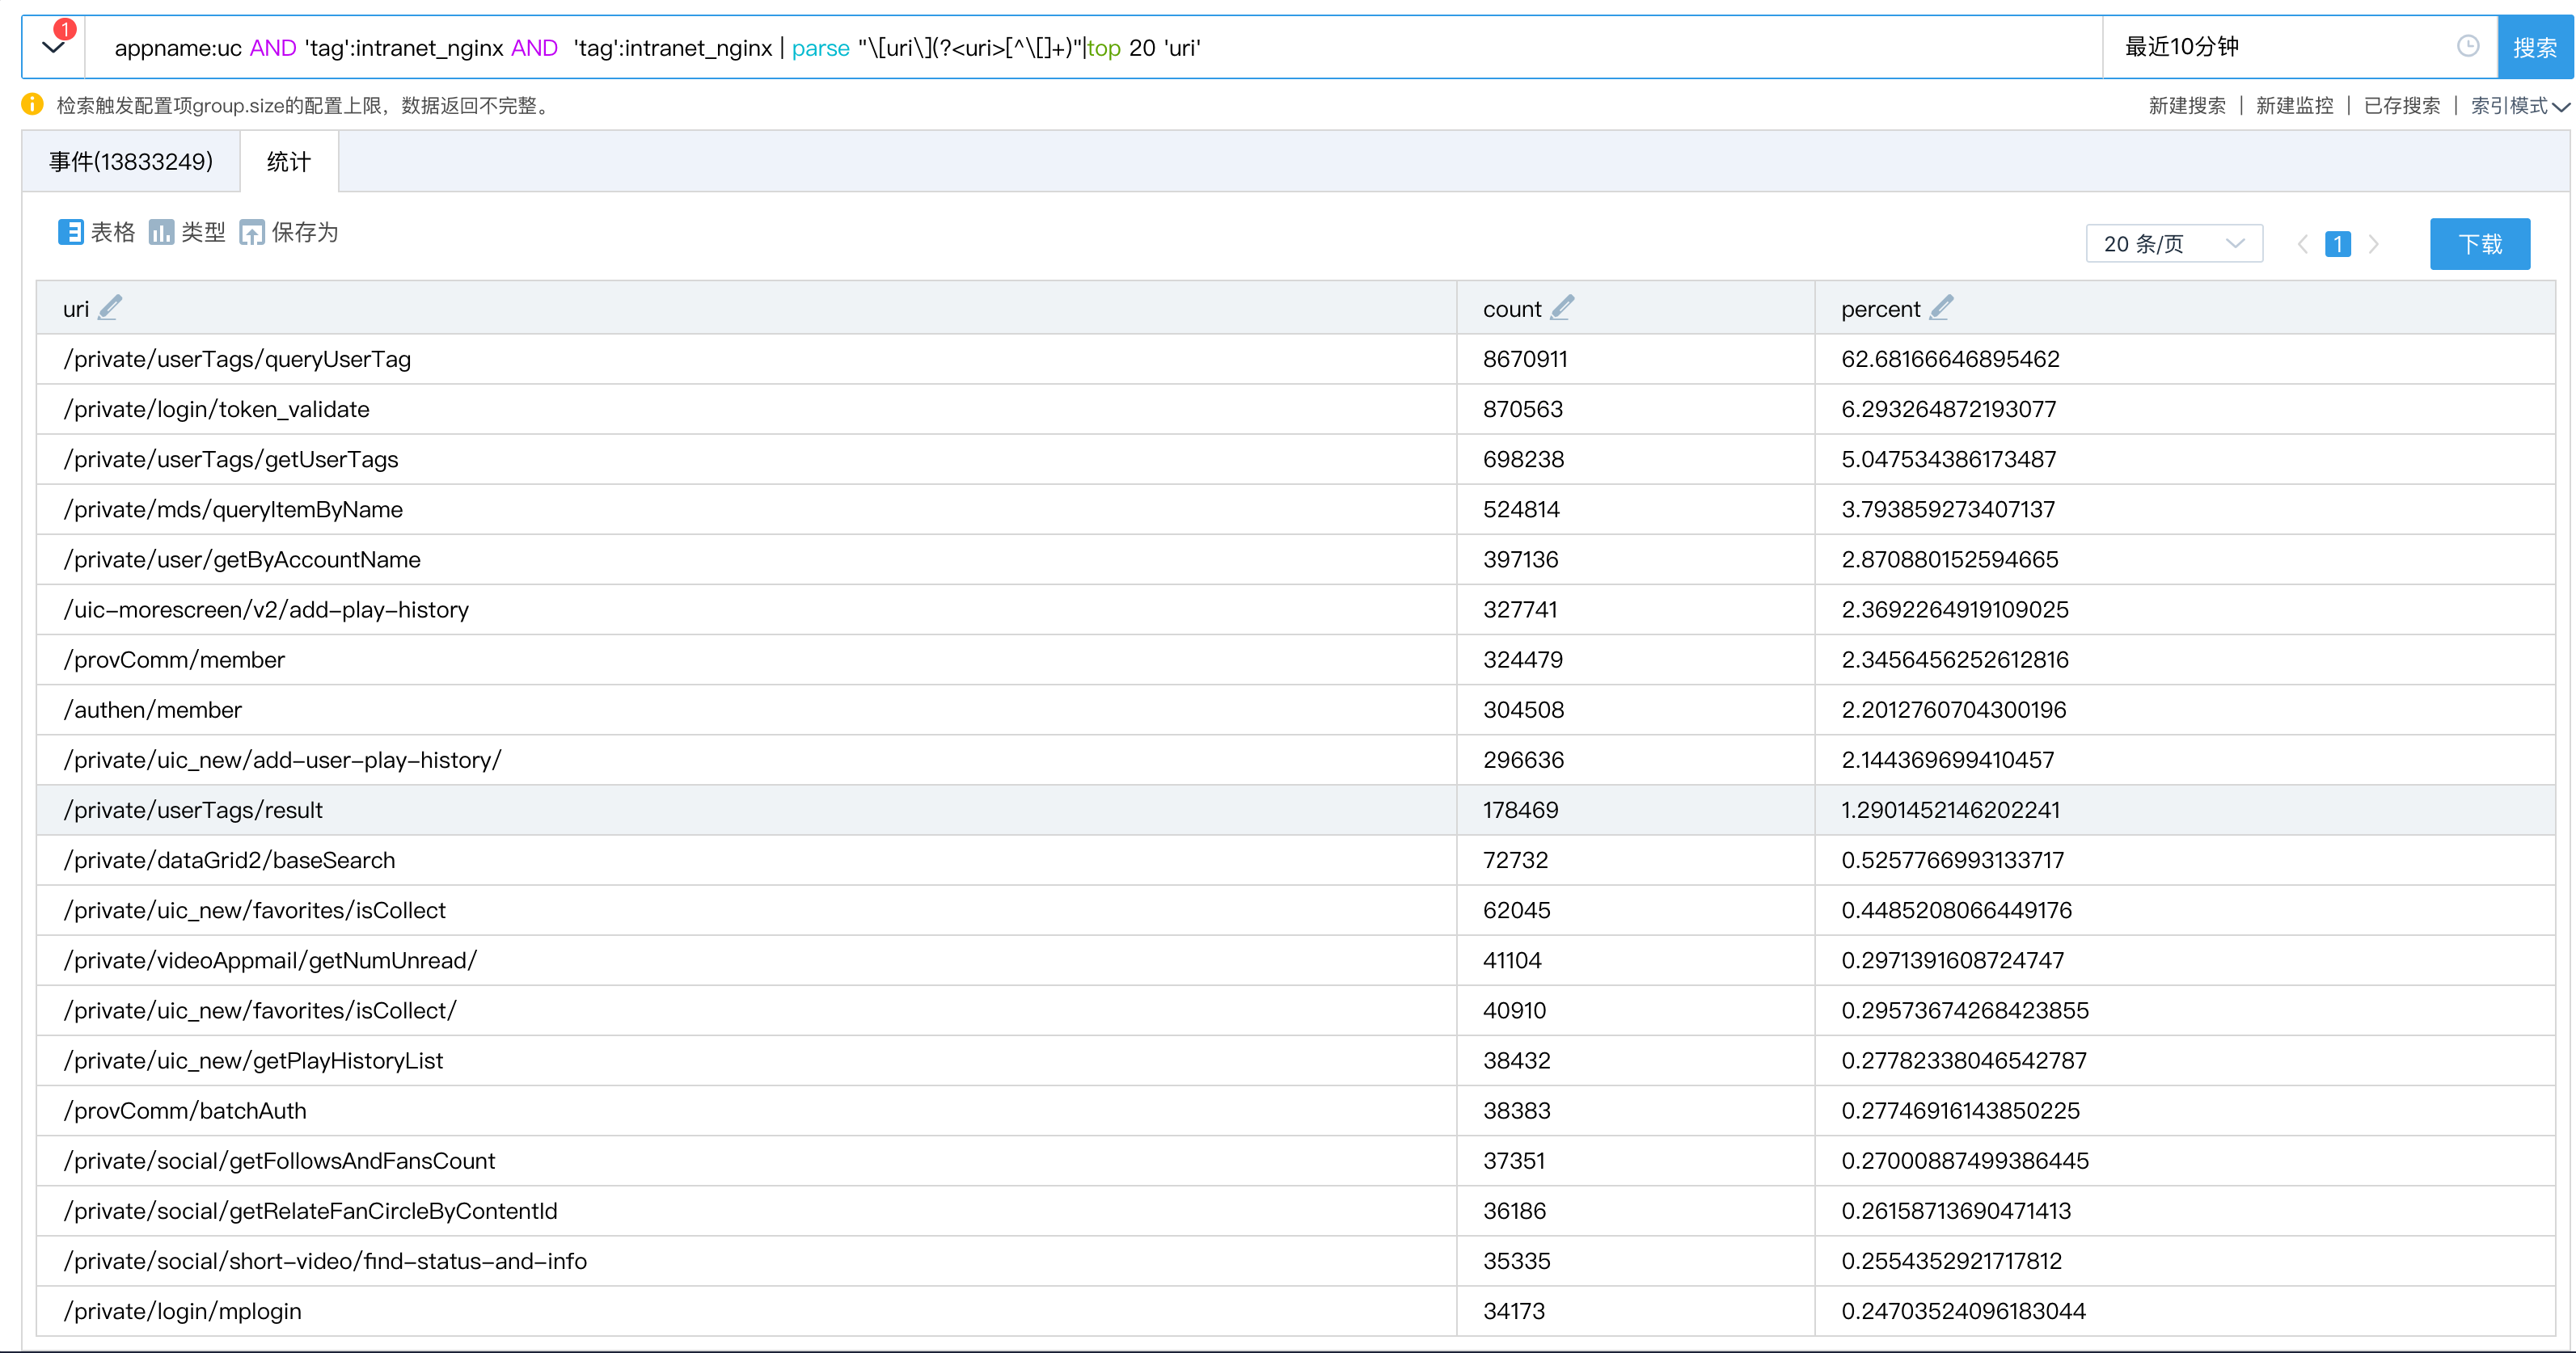 1
appname:uc AND 'tag':intranet_nginx AND 'tag':intranet_nginx | parse "\[uri\](?<uri>[^\[]+)"|top 20 'uri' 最近10分钟 搜索
检索触发配置项group.size的配置上限，数据返回不完整。 新建搜索 | 新建监控 | 已存搜索 | 索引模式
事件(13833249) 统计
表格 类型 保存为 20 条/页 1 下载
uri count percent
/private/userTags/queryUserTag 8670911 62.68166646895462
/private/login/token_validate 870563 6.293264872193077
/private/userTags/getUserTags 698238 5.047534386173487
/private/mds/queryItemByName 524814 3.793859273407137
/private/user/getByAccountName 397136 2.870880152594665
/uic-morescreen/v2/add-play-history 327741 2.3692264919109025
/provComm/member 324479 2.3456456252612816
/authen/member 304508 2.2012760704300196
/private/uic_new/add-user-play-history/ 296636 2.144369699410457
/private/userTags/result 178469 1.2901452146202241
/private/dataGrid2/baseSearch 72732 0.5257766993133717
/private/uic_new/favorites/isCollect 62045 0.4485208066449176
/private/videoAppmail/getNumUnread/ 41104 0.2971391608724747
/private/uic_new/favorites/isCollect/ 40910 0.29573674268423855
/private/uic_new/getPlayHistoryList 38432 0.27782338046542787
/provComm/batchAuth 38383 0.27746916143850225
/private/social/getFollowsAndFansCount 37351 0.27000887499386445
/private/social/getRelateFanCircleByContentId 36186 0.26158713690471413
/private/social/short-video/find-status-and-info 35335 0.2554352921717812
/private/login/mplogin 34173 0.24703524096183044